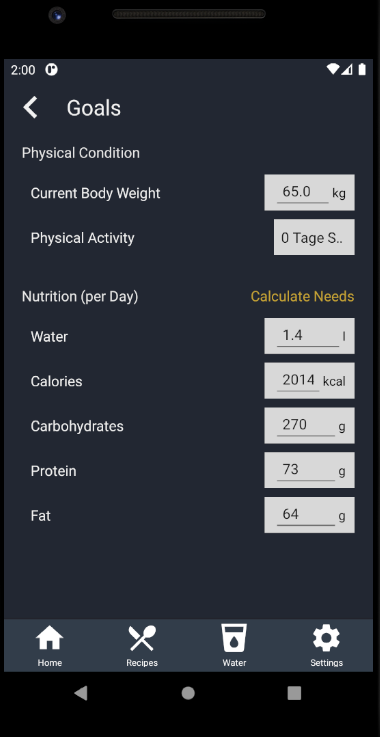 2:00
Goals
Physical Condition
Current Body Weight 65.0 kg
Physical Activity 0 Tage S..
Nutrition (per Day) Calculate Needs
Water 1.4 l
Calories 2014 kcal
Carbohydrates 270 g
Protein 73 g
Fat 64 g
Home Recipes Water Settings